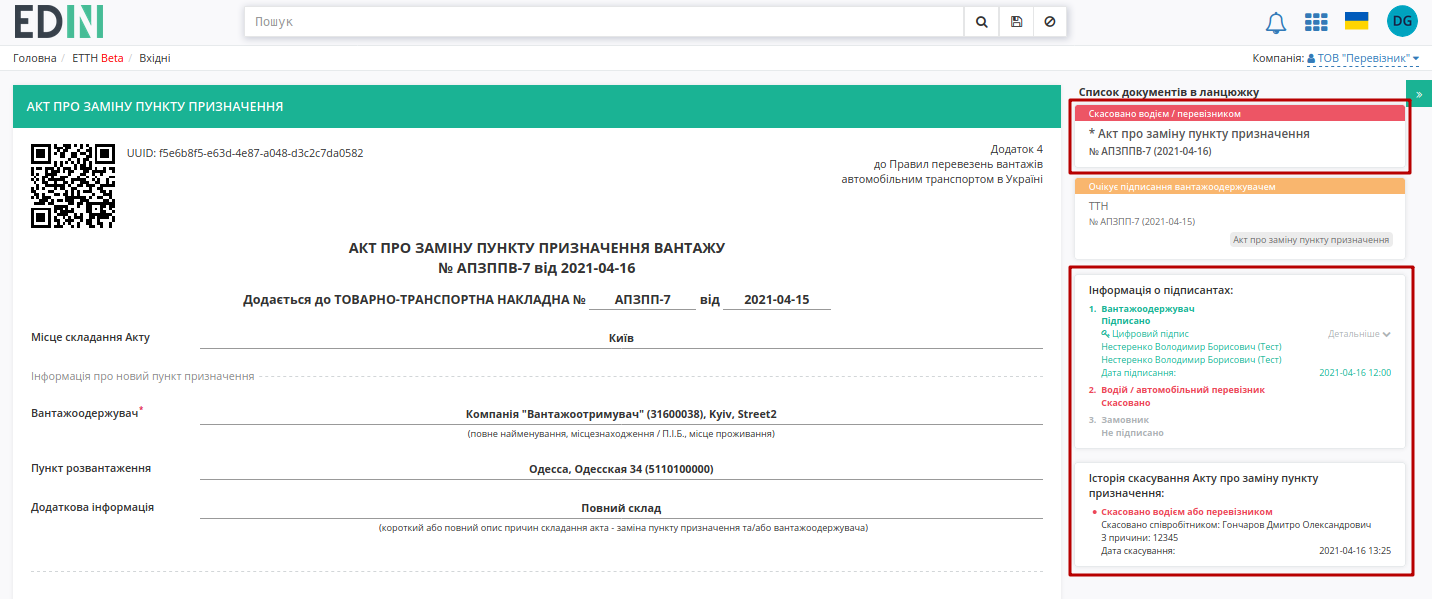 EDIN
Пошук
DG
Головна / ЕТТН Beta / Вхідні
Компанія: ТОВ "Перевізник"
АКТ ПРО ЗАМІНУ ПУНКТУ ПРИЗНАЧЕННЯ
UUID: f5e6b8f5-e63d-4e87-a048-d3c2c7da0582
Додаток 4
до Правил перевезень вантажів
автомобільним транспортом в Україні
АКТ ПРО ЗАМІНУ ПУНКТУ ПРИЗНАЧЕННЯ ВАНТАЖУ
№ АПЗППВ-7 від 2021-04-16
Додається до ТОВАРНО-ТРАНСПОРТНА НАКЛАДНА № АПЗПП-7 від 2021-04-15
Місце складання Акту
Київ
Інформація про новий пункт призначення
Вантажоодержувач*
Компанія "Вантажоотримувач" (31600038), Kyiv, Street2
(повне найменування, місцезнаходження / П.І.Б., місце проживання)
Пункт розвантаження
Одесса, Одесская 34 (5110100000)
Додаткова інформація
Повний склад
(короткий або повний опис причин складання акта - заміна пункту призначення та/або вантажоодержувача)
Список документів в ланцюжку
»
Скасовано водієм / перевізником
* Акт про заміну пункту призначення
№ АПЗППВ-7 (2021-04-16)
Очікує підписання вантажоодержувачем
ТТН
№ АПЗПП-7 (2021-04-15)
Акт про заміну пункту призначення
Інформація о підписантах:
1. Вантажоодержувач
Підписано
Цифровий підпис
Детальніше
Нестеренко Володимир Борисович (Тест)
Нестеренко Володимир Борисович (Тест)
Дата підписання: 2021-04-16 12:00
2. Водій / автомобільний перевізник
Скасовано
3. Замовник
Не підписано
Історія скасування Акту про заміну пункту
призначення:
• Скасовано водієм або перевізником
Скасовано співробітником: Гончаров Дмитро Олександрович
З причини: 12345
Дата скасування: 2021-04-16 13:25